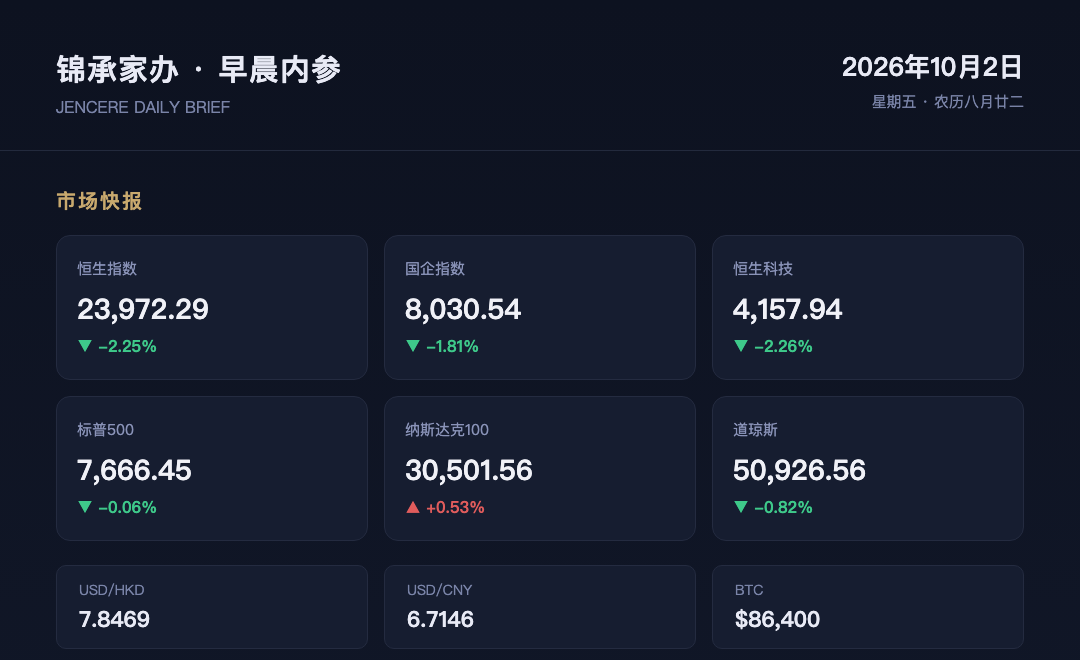 锦承家办 · 早晨内参
JENCERE DAILY BRIEF
2026年10月2日
星期五 · 农历八月廿二
市场快报
恒生指数
23,972.29
▼ −2.25%
国企指数
8,030.54
▼ −1.81%
恒生科技
4,157.94
▼ −2.26%
标普500
7,666.45
▼ −0.06%
纳斯达克100
30,501.56
▲ +0.53%
道琼斯
50,926.56
▼ −0.82%
USD/HKD
7.8469
USD/CNY
6.7146
BTC
$86,400